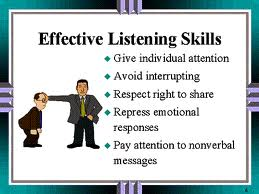 Effective Listening Skills
Give individual attention
Avoid interrupting
Respect right to share
Repress emotional
responses
Pay attention to nonverbal
messages